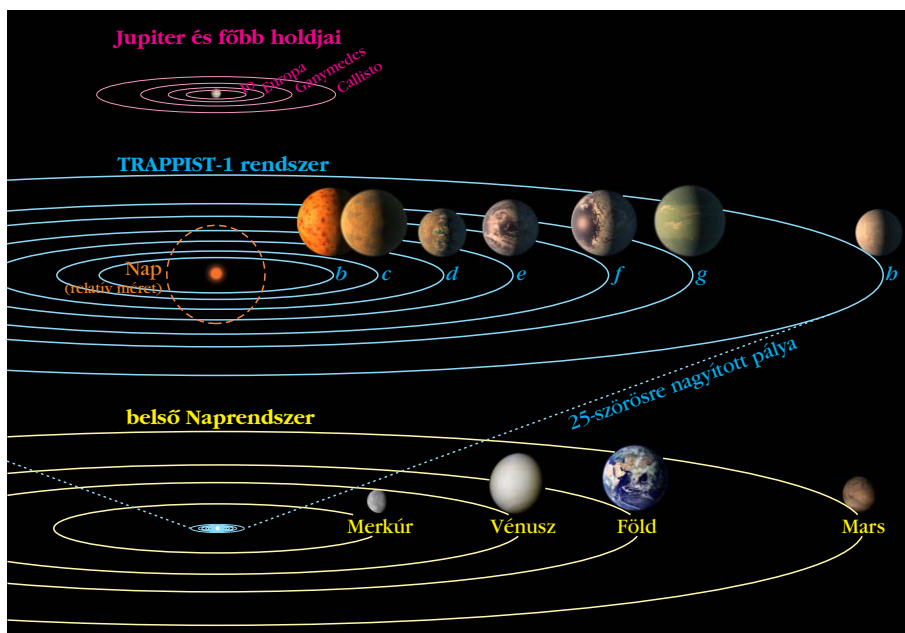 Jupiter és főbb holdjai
Io
Europa
Ganymedes
Callisto
TRAPPIST-1 rendszer
Nap
(relatív méret)
b
c
d
e
f
g
h
25-szörösre nagyított pálya
belső Naprendszer
Merkúr
Vénusz
Föld
Mars